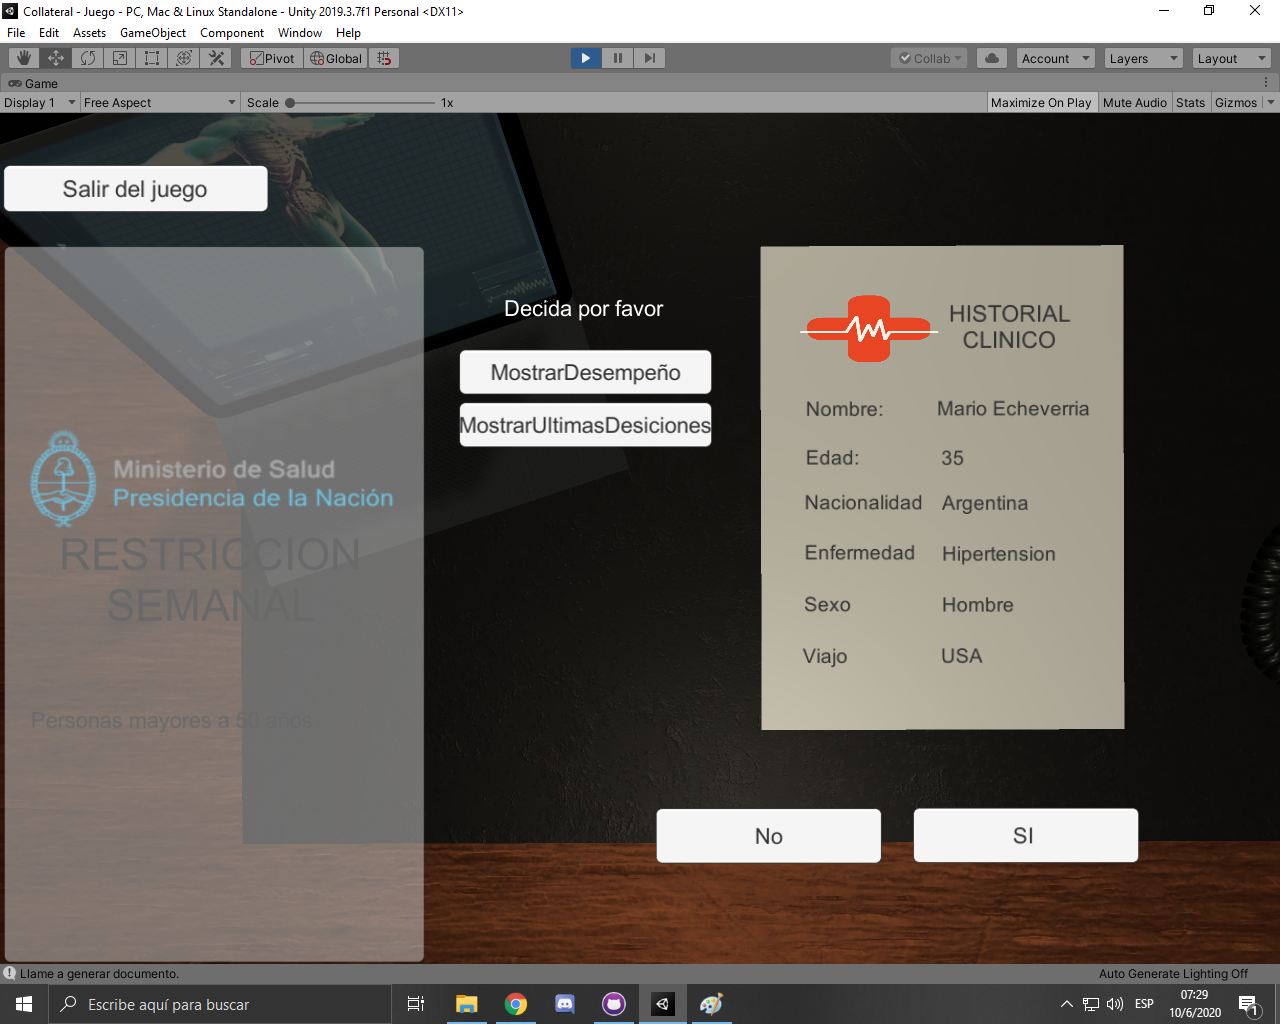 Collateral - Juego - PC, Mac & Linux Standalone - Unity 2019.3.7f1 Personal <DX11>
File Edit Assets GameObject Component Window Help
Pivot Global Collab Account Layers Layout
Game
Display 1 Free Aspect Scale 1x Maximize On Play Mute Audio Stats Gizmos
Salir del juego
Ministerio de Salud
Presidencia de la Nación
RESTRICCION
SEMANAL
Personas mayores a 50 años
Decida por favor
MostrarDesempeño
MostrarUltimasDesiciones
HISTORIAL
CLINICO
Nombre: Mario Echeverria
Edad: 35
Nacionalidad Argentina
Enfermedad Hipertension
Sexo Hombre
Viajo USA
No SI
Llame a generar documento. Auto Generate Lighting Off
Escribe aquí para buscar ESP 07:29
10/6/2020 1